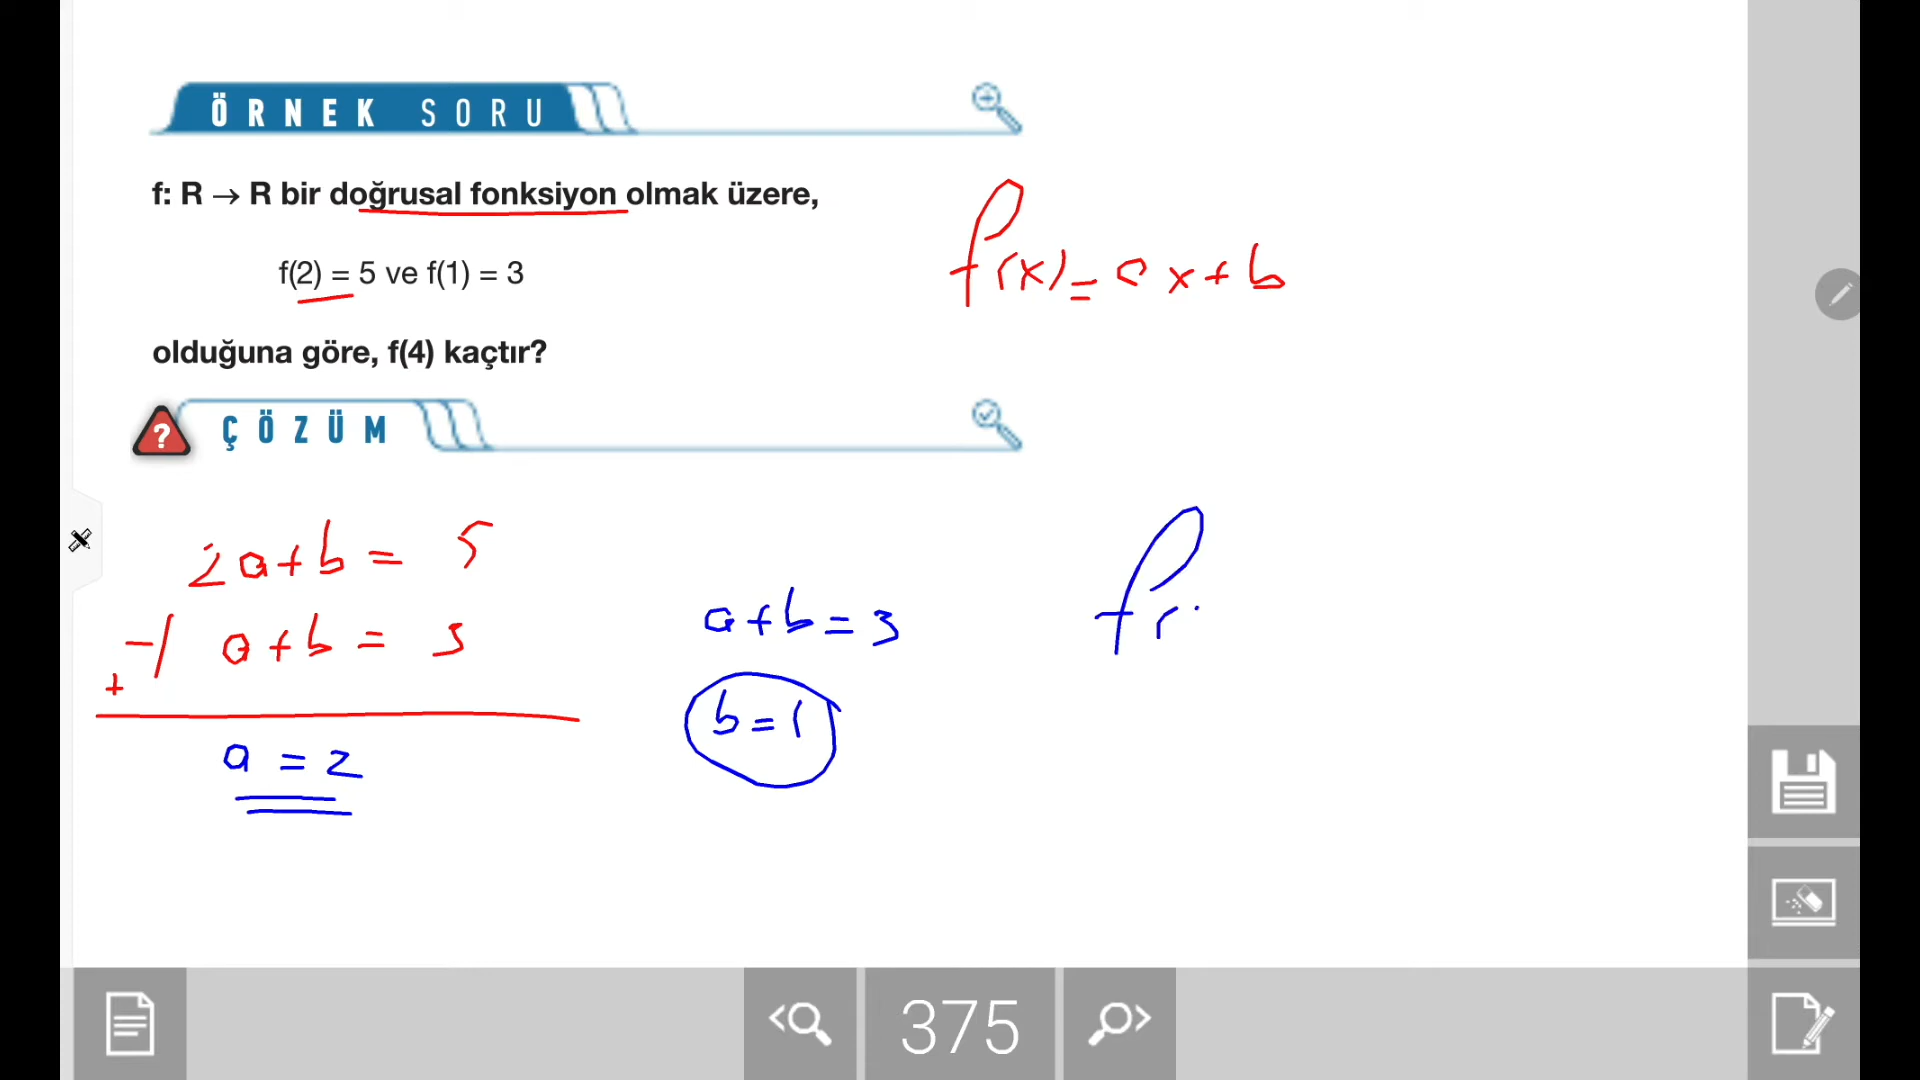 ÖRNEK SORU
f: R → R bir doğrusal fonksiyon olmak üzere,
f(2) = 5 ve f(1) = 3
olduğuna göre, f(4) kaçtır?
f(x) = ax + b
? ÇÖZÜM
2a + b = 5
-/ a + b = 3
+
a = 2
a + b = 3
b = 1
f(
375